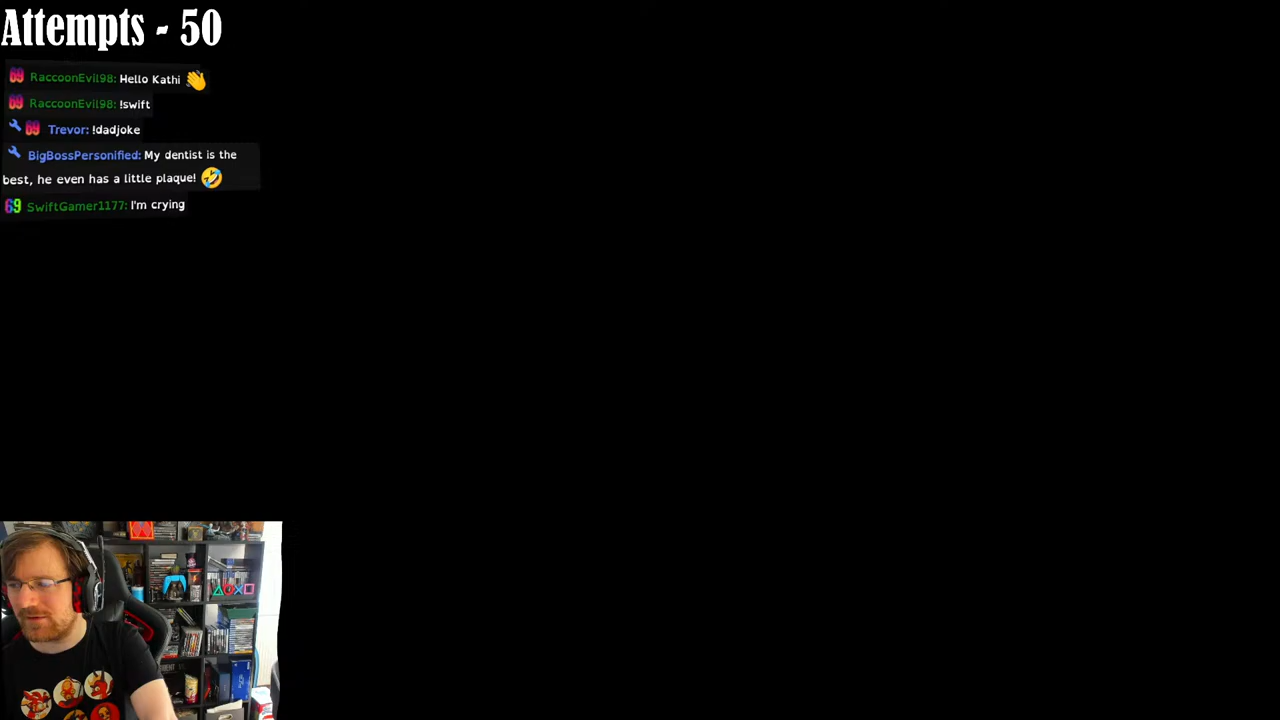 Attempts - 50
RaccoonEvil98: Hello Kathi 👋
RaccoonEvil98: !swift
Trevor: !dadjoke
BigBossPersonified: My dentist is the
best, he even has a little plaque! 🤣
SwiftGamer1177: I'm crying